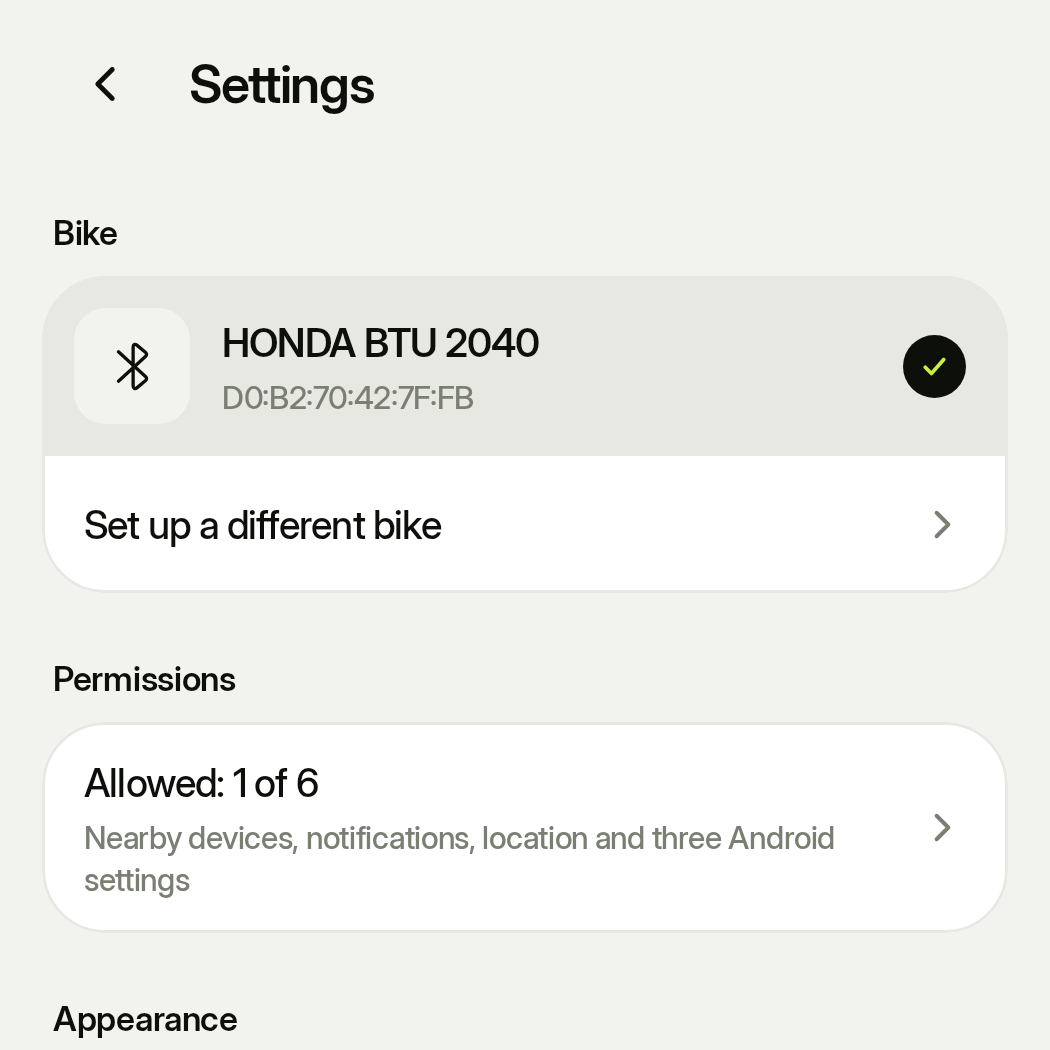 Settings
Bike
HONDA BTU 2040
D0:B2:70:42:7F:FB
Set up a different bike
Permissions
Allowed: 1 of 6
Nearby devices, notifications, location and three Android
settings
Appearance